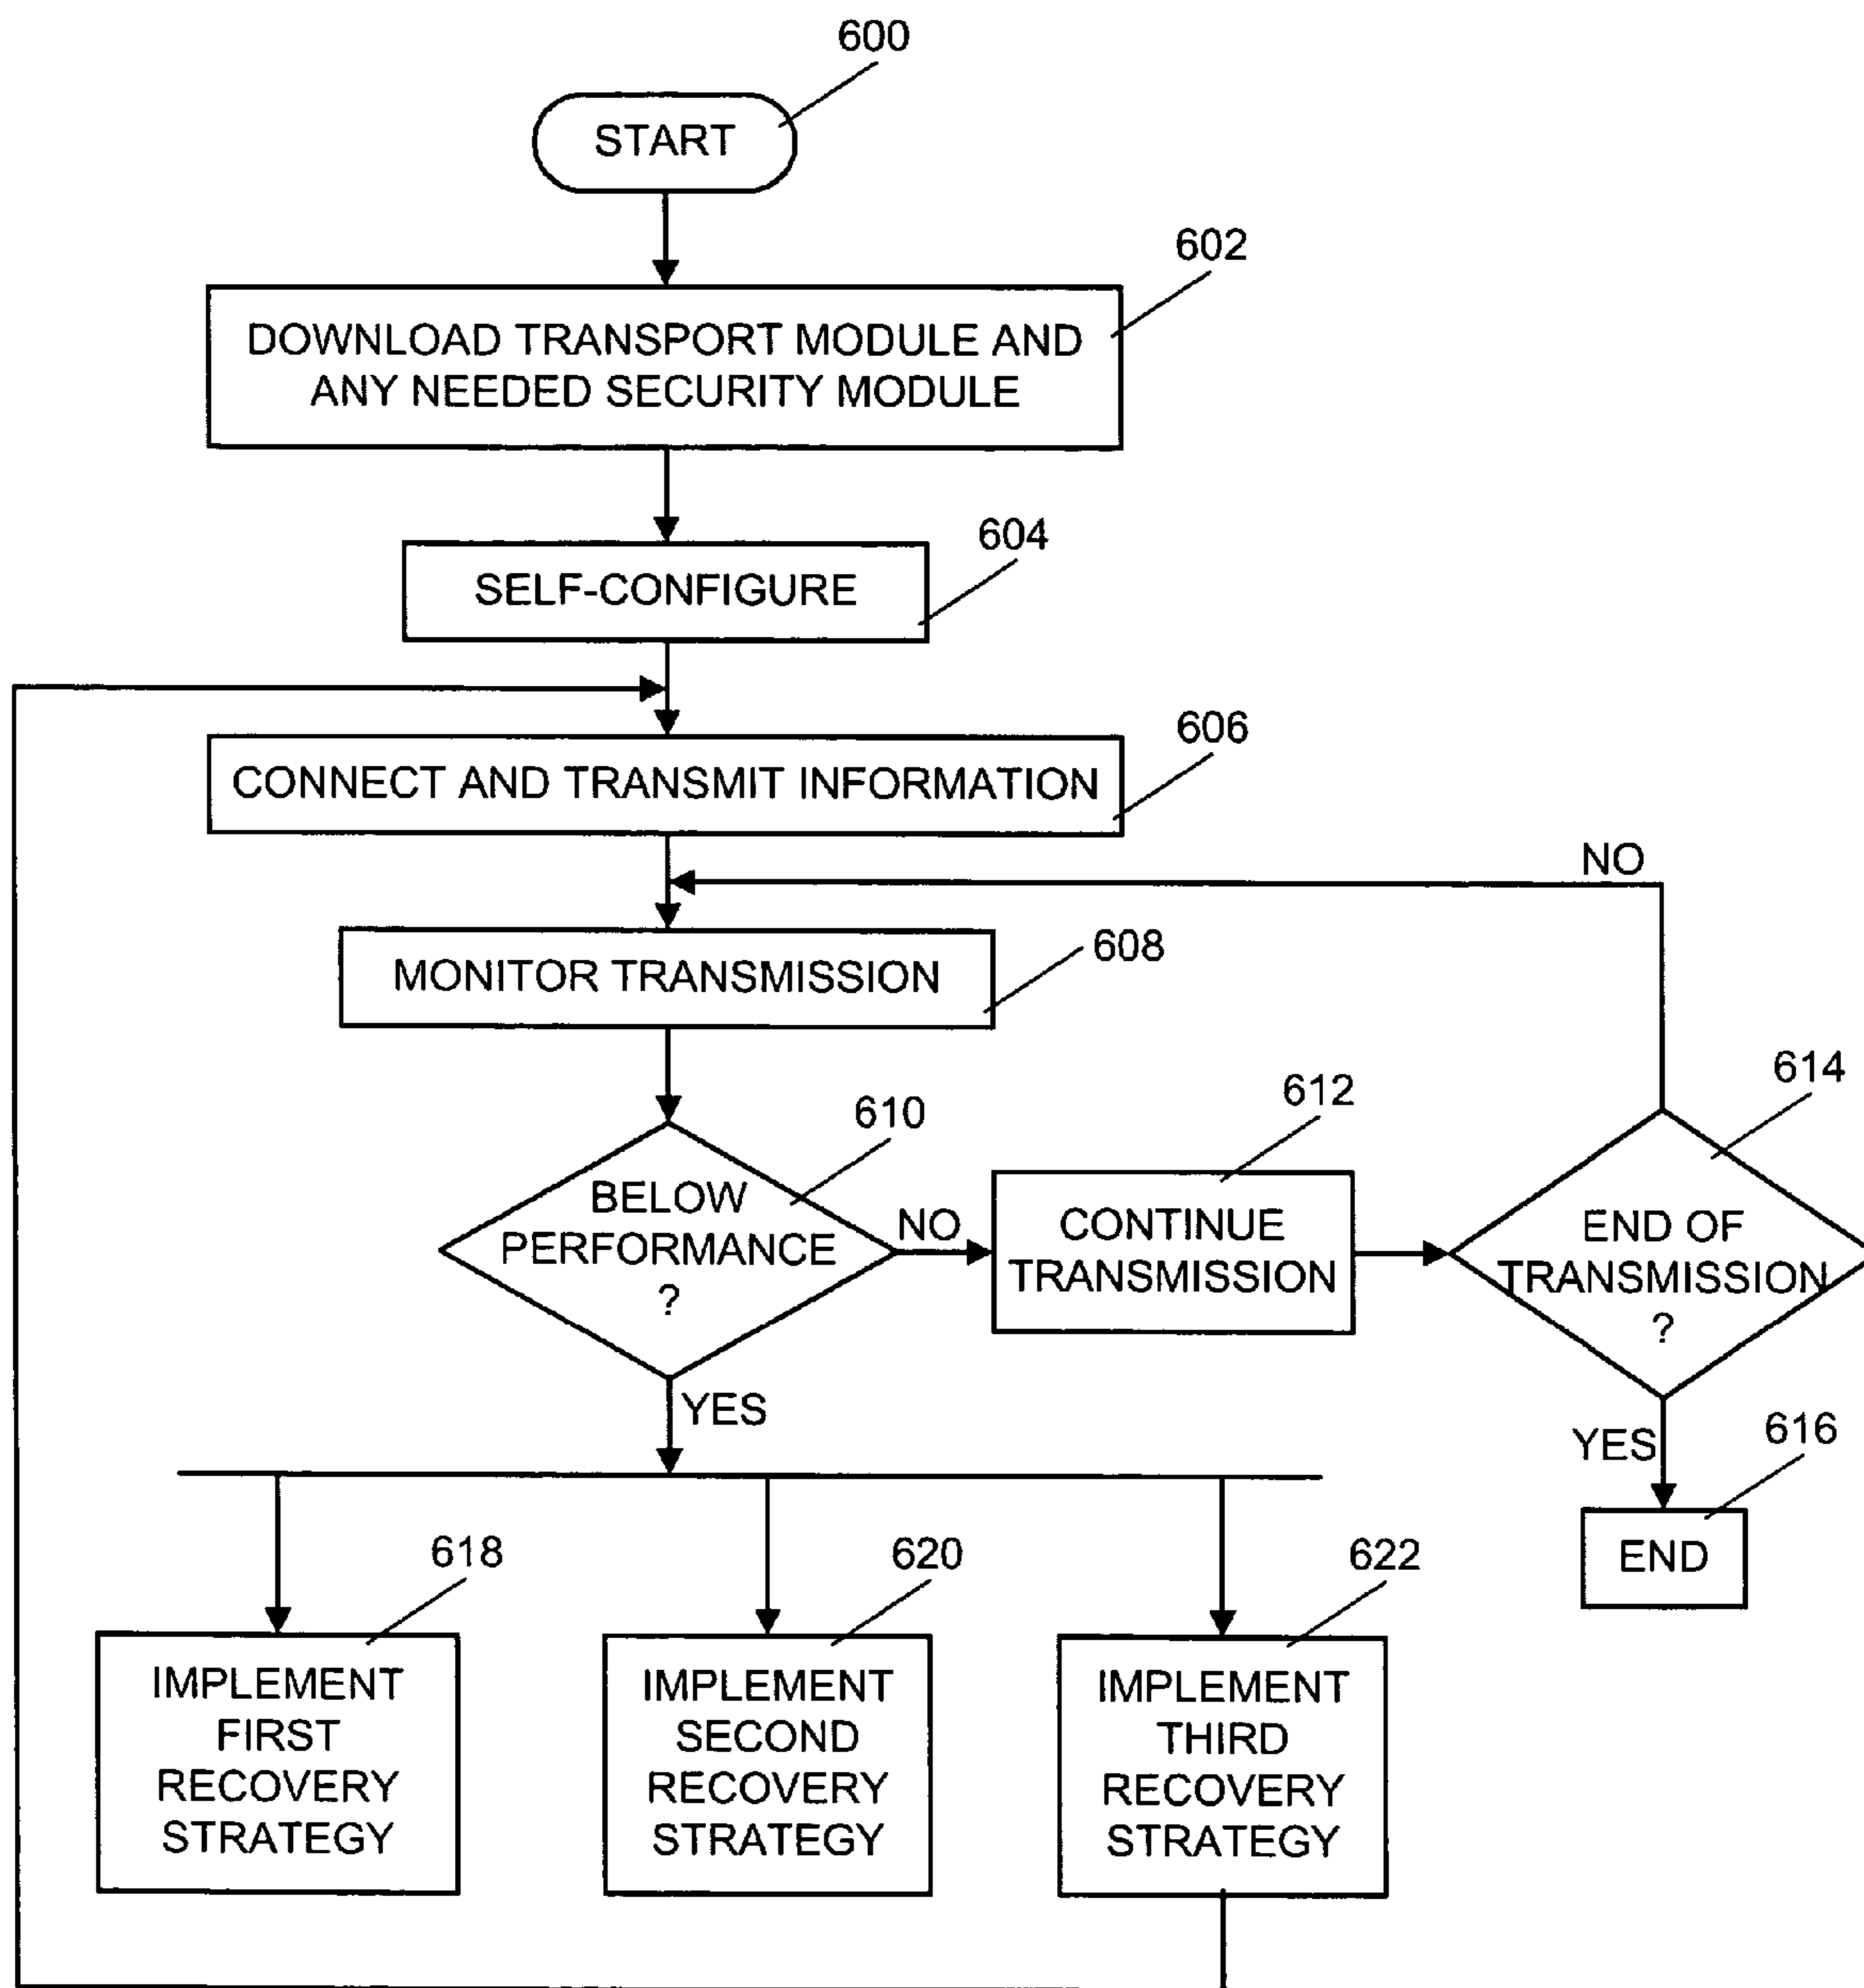 600
START
602
DOWNLOAD TRANSPORT MODULE AND
ANY NEEDED SECURITY MODULE
604
SELF-CONFIGURE
606
CONNECT AND TRANSMIT INFORMATION
NO
608
MONITOR TRANSMISSION
610
BELOW
PERFORMANCE
?
NO
612
CONTINUE
TRANSMISSION
614
END OF
TRANSMISSION
?
YES
YES
616
END
618
IMPLEMENT
FIRST
RECOVERY
STRATEGY
620
IMPLEMENT
SECOND
RECOVERY
STRATEGY
622
IMPLEMENT
THIRD
RECOVERY
STRATEGY